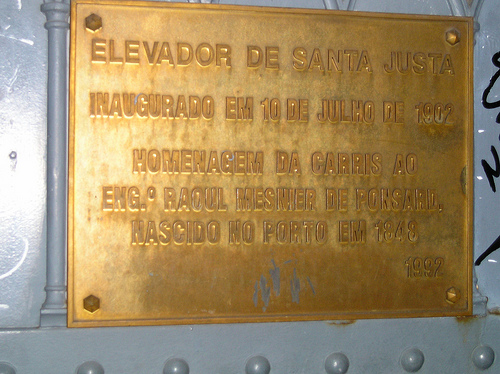 ELEVADOR DE SANTA JUSTA
INAUGURADO EM 10 DE JULHO DE 1902
HOMENAGEM DA CARRIS AO
ENG.º RAOUL MESNIER DE PONSARD,
NASCIDO NO PORTO EM 1848
1992